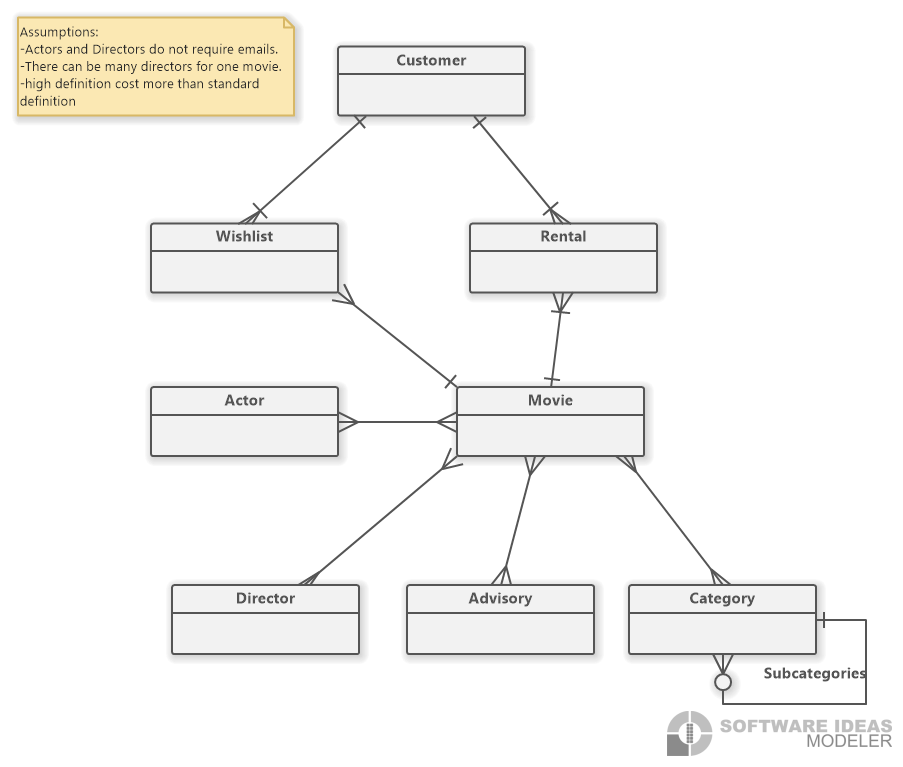 Assumptions:
-Actors and Directors do not require emails.
-There can be many directors for one movie.
-high definition cost more than standard
definition
Customer
Wishlist
Rental
Actor
Movie
Director
Advisory
Category
Subcategories
SOFTWARE IDEAS
MODELER